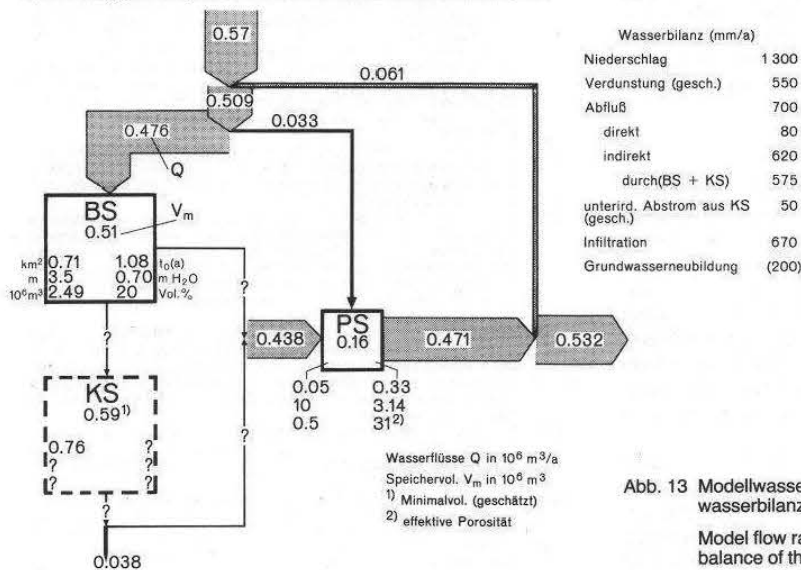 0.57
0.061
0.509
0.033
0.476
Q
BS
0.51
V_m
km² 0.71 1.08 t₀(a)
m 3.5 0.70 m H₂O
10⁶m³ 2.49 20 Vol.%
?
?
0.438
PS
0.16
0.471
0.532
0.05 0.33
10 3.14
0.5 31²⁾
KS
0.59¹⁾
0.76 ?
? ?
? ?
?
?
0.038
Wasserflüsse Q in 10⁶ m³/a
Speichervol. V_m in 10⁶ m³
¹⁾ Minimalvol. (geschätzt)
²⁾ effektive Porosität
Wasserbilanz (mm/a)
Niederschlag 1 300
Verdunstung (gesch.) 550
Abfluß 700
direkt 80
indirekt 620
durch(BS + KS) 575
unterird. Abstrom aus KS 50
(gesch.)
Infiltration 670
Grundwasserneubildung (200)
Abb. 13 Modellwasse
wasserbilanz
Model flow ra
balance of th